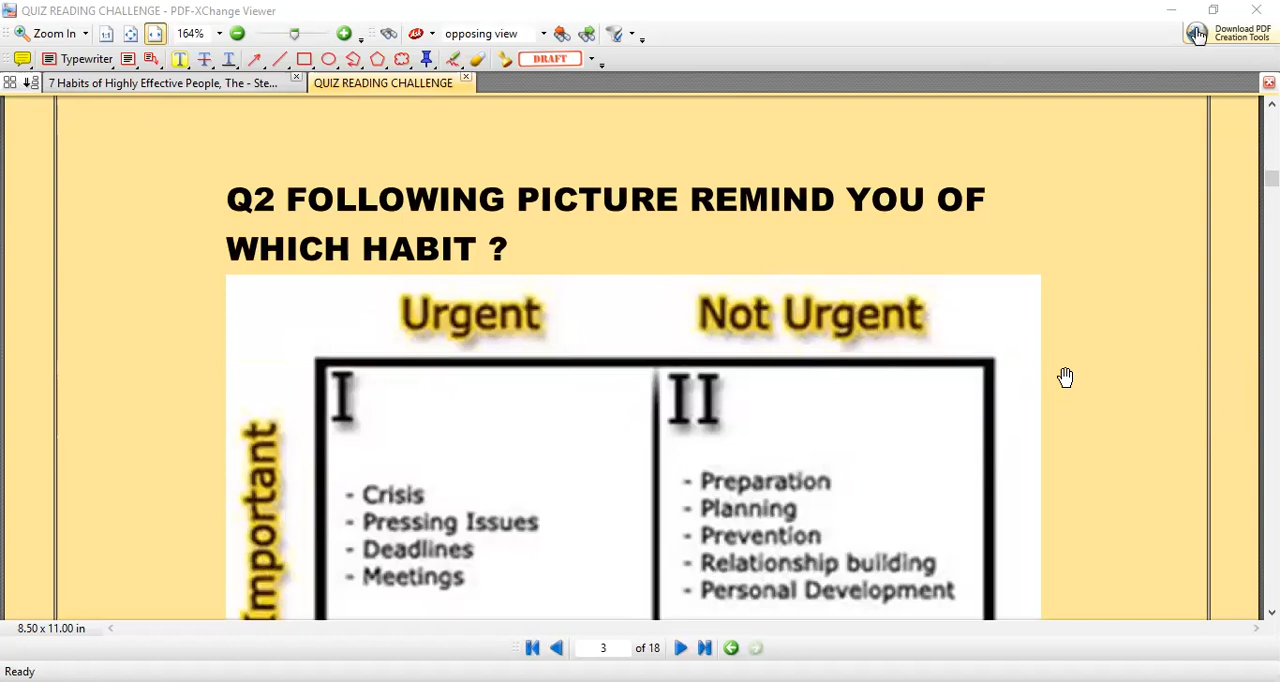 QUIZ READING CHALLENGE - PDF-XChange Viewer
Zoom In 164% opposing view Download PDF
Creation Tools
Typewriter DRAFT
7 Habits of Highly Effective People, The - Ste... QUIZ READING CHALLENGE
Q2 FOLLOWING PICTURE REMIND YOU OF
WHICH HABIT ?
Urgent Not Urgent
I II
Important
- Crisis
- Pressing Issues
- Deadlines
- Meetings
- Preparation
- Planning
- Prevention
- Relationship building
- Personal Development
8.50 x 11.00 in
3 of 18
Ready